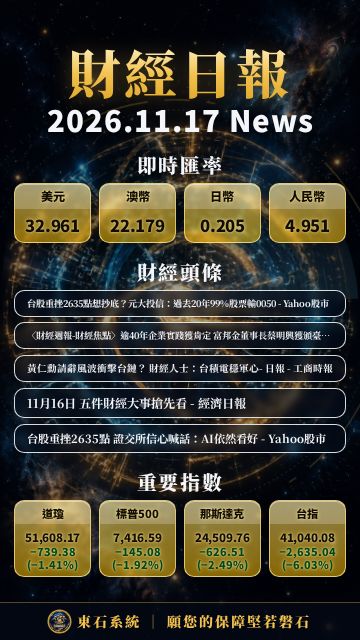 財經日報
2026.11.17 News
即時匯率
美元 澳幣 日幣 人民幣
32.961 22.179 0.205 4.951
財經頭條
台股重挫2635點想抄底？元大投信：過去20年99%股票輸0050 - Yahoo股市
〈財經週報-財經焦點〉逾40年企業實踐獲肯定 富邦金董事長蔡明興獲頒臺…
黃仁勳請辭風波衝擊台鏈？ 財經人士：台積電穩軍心- 日報 - 工商時報
11月16日 五件財經大事搶先看 - 經濟日報
台股重挫2635點 證交所信心喊話：AI依然看好 - Yahoo股市
重要指數
道瓊 標普500 那斯達克 台指
51,608.17 7,416.59 24,509.76 41,040.08
−739.38 −145.08 −626.51 −2,635.04
(−1.41%) (−1.92%) (−2.49%) (−6.03%)
東石系統 ｜ 願您的保障堅若磐石